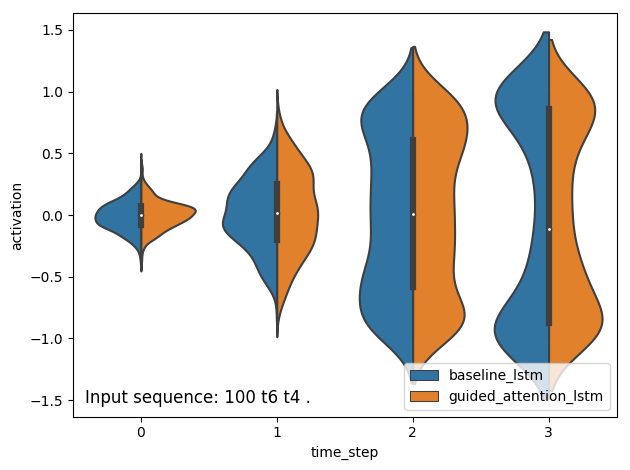 1.5
1.0
0.5
0.0
−0.5
−1.0
−1.5
activation
Input sequence: 100 t6 t4 .
baseline_lstm
guided_attention_lstm
0 1 2 3
time_step